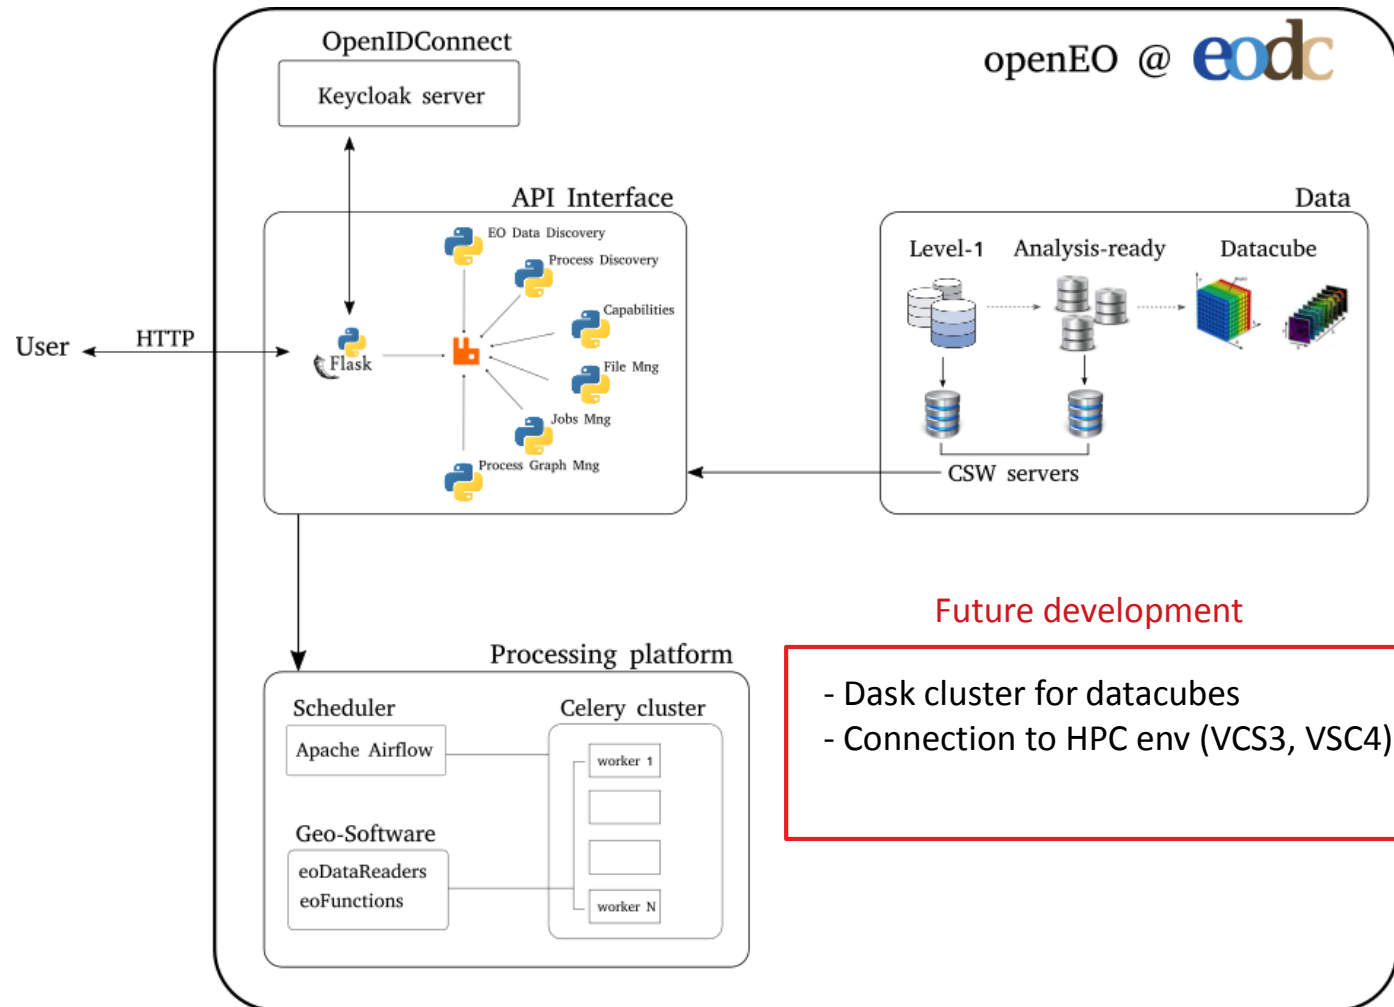 openEO @ eodc
OpenIDConnect
Keycloak server
API Interface
EO Data Discovery
Process Discovery
Capabilities
File Mng
Jobs Mng
Process Graph Mng
User
HTTP
Flask
Data
Level-1
Analysis-ready
Datacube
CSW servers
Future development
- Dask cluster for datacubes
- Connection to HPC env (VCS3, VSC4)
Processing platform
Scheduler
Apache Airflow
Celery cluster
worker 1
worker N
Geo-Software
eoDataReaders
eoFunctions